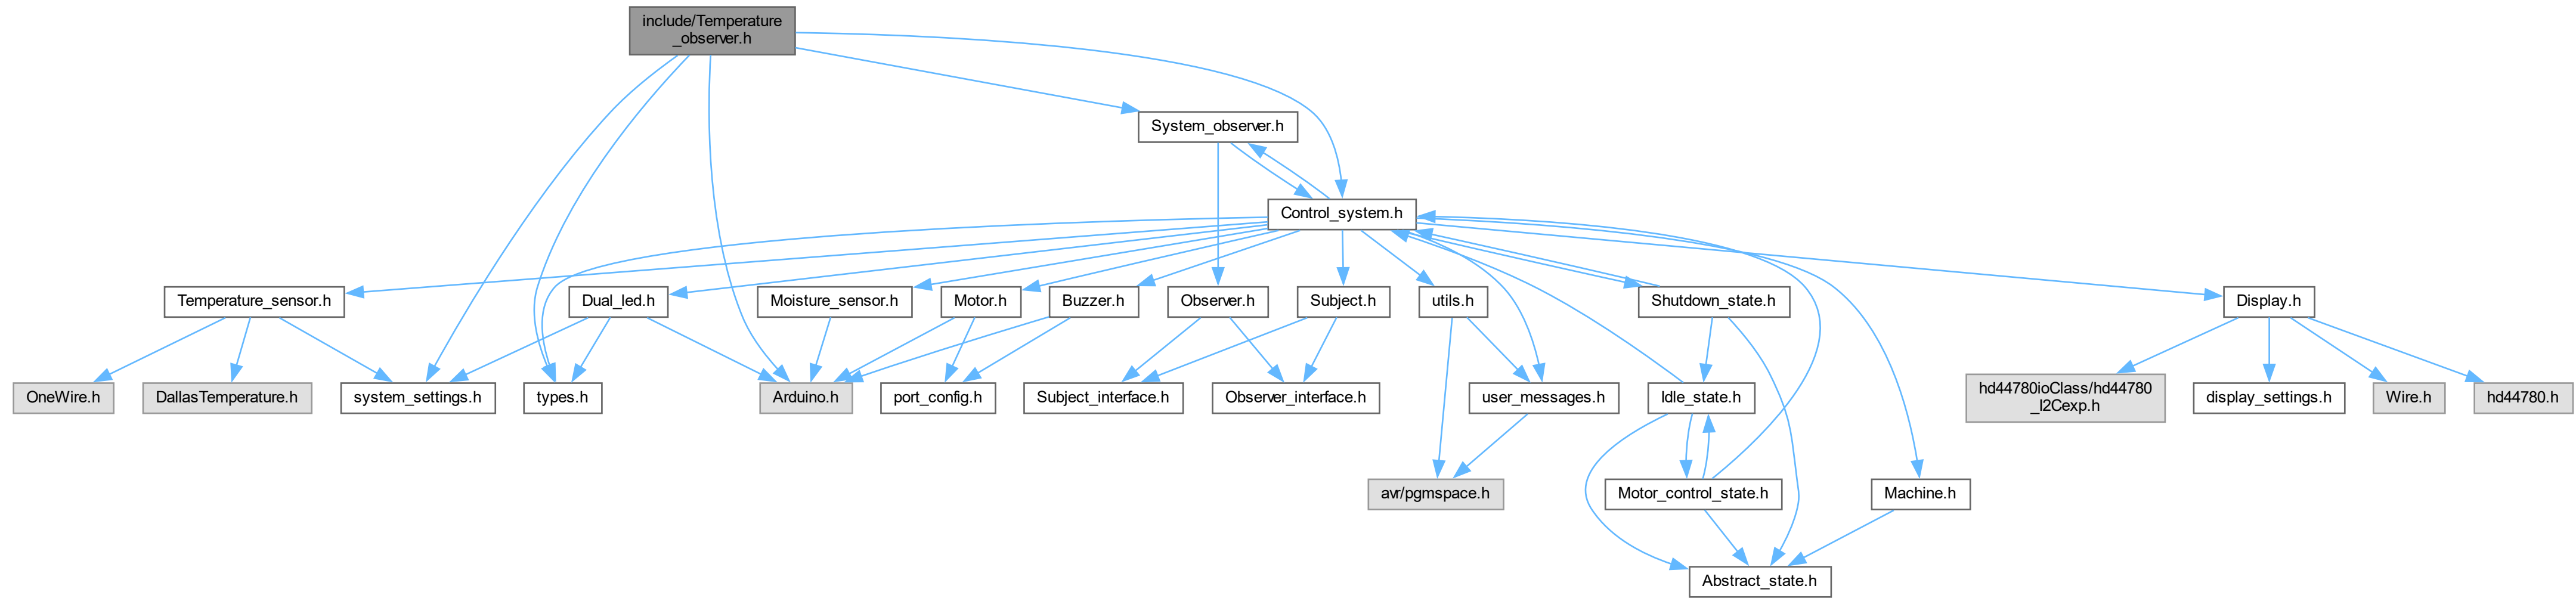 include/Temperature
_observer.h
System_observer.h
Control_system.h
Temperature_sensor.h
Dual_led.h
Moisture_sensor.h
Motor.h
Buzzer.h
Observer.h
Subject.h
utils.h
Shutdown_state.h
Display.h
OneWire.h
DallasTemperature.h
system_settings.h
types.h
Arduino.h
port_config.h
Subject_interface.h
Observer_interface.h
user_messages.h
Idle_state.h
hd44780ioClass/hd44780
_I2Cexp.h
display_settings.h
Wire.h
hd44780.h
avr/pgmspace.h
Motor_control_state.h
Machine.h
Abstract_state.h